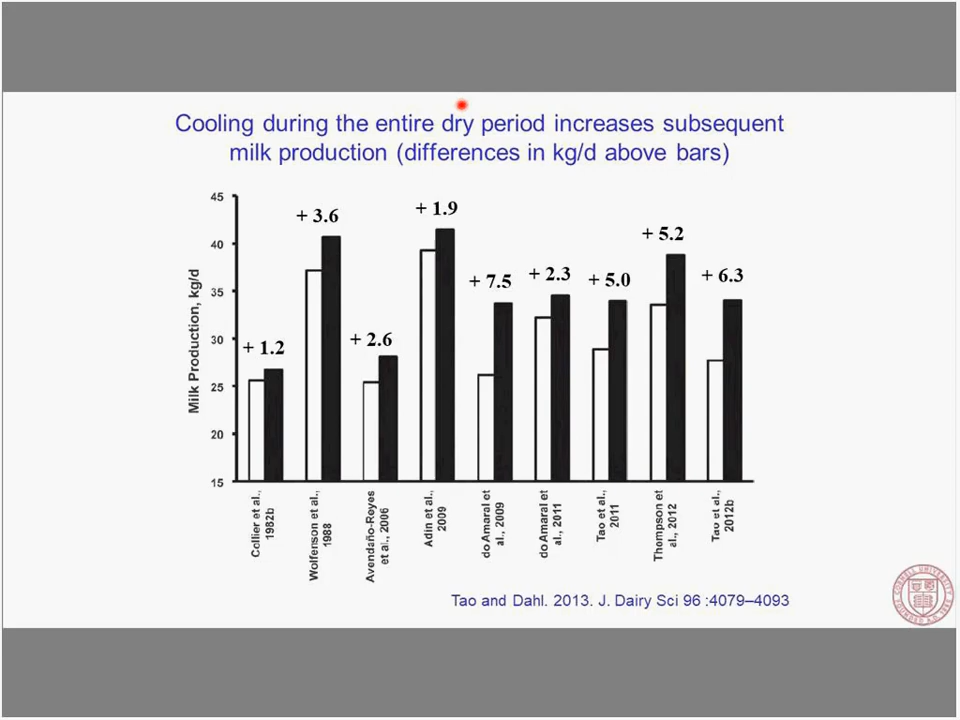 Cooling during the entire dry period increases subsequent
milk production (differences in kg/d above bars)
Milk Production, kg/d
45
40
35
30
25
20
15
+ 1.2
+ 3.6
+ 2.6
+ 1.9
+ 7.5
+ 2.3
+ 5.0
+ 5.2
+ 6.3
Collier et al.,
1982b
Wolfenson et al.,
1988
Avendaño-Reyes
et al., 2006
Adin et al.,
2009
do Amaral et
al., 2009
do Amaral et
al., 2011
Tao et al.,
2011
Thompson et
al., 2012
Tao et al.,
2012b
Tao and Dahl. 2013. J. Dairy Sci 96 :4079–4093
CORNELL UNIVERSITY
FOUNDED A.D. 1865